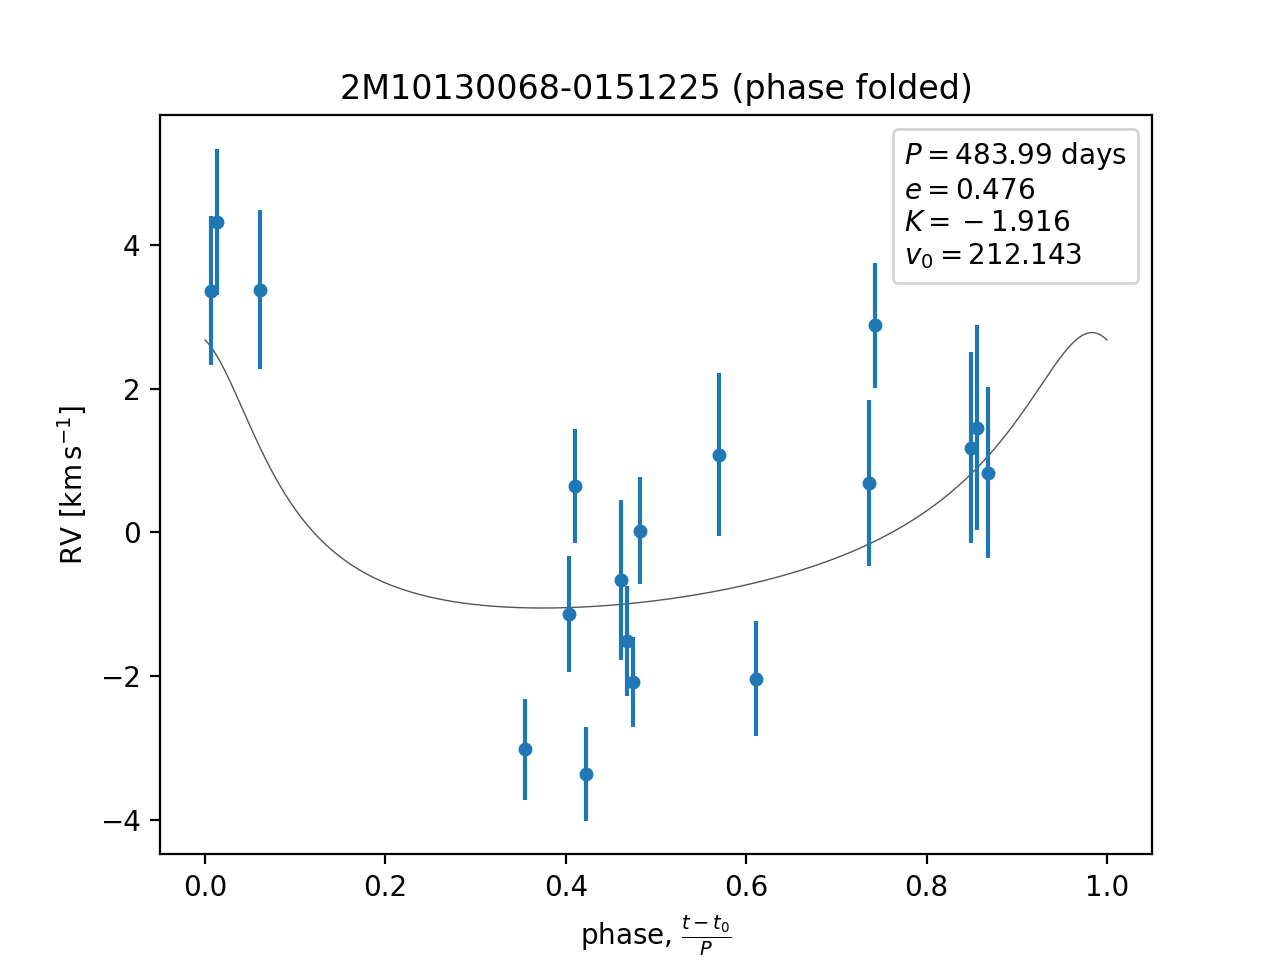 2M10130068-0151225 (phase folded)
P = 483.99 days
e = 0.476
K = −1.916
v₀ = 212.143
4
2
0
−2
−4
RV [km s⁻¹]
0.0 0.2 0.4 0.6 0.8 1.0
phase, (t − t₀)/P